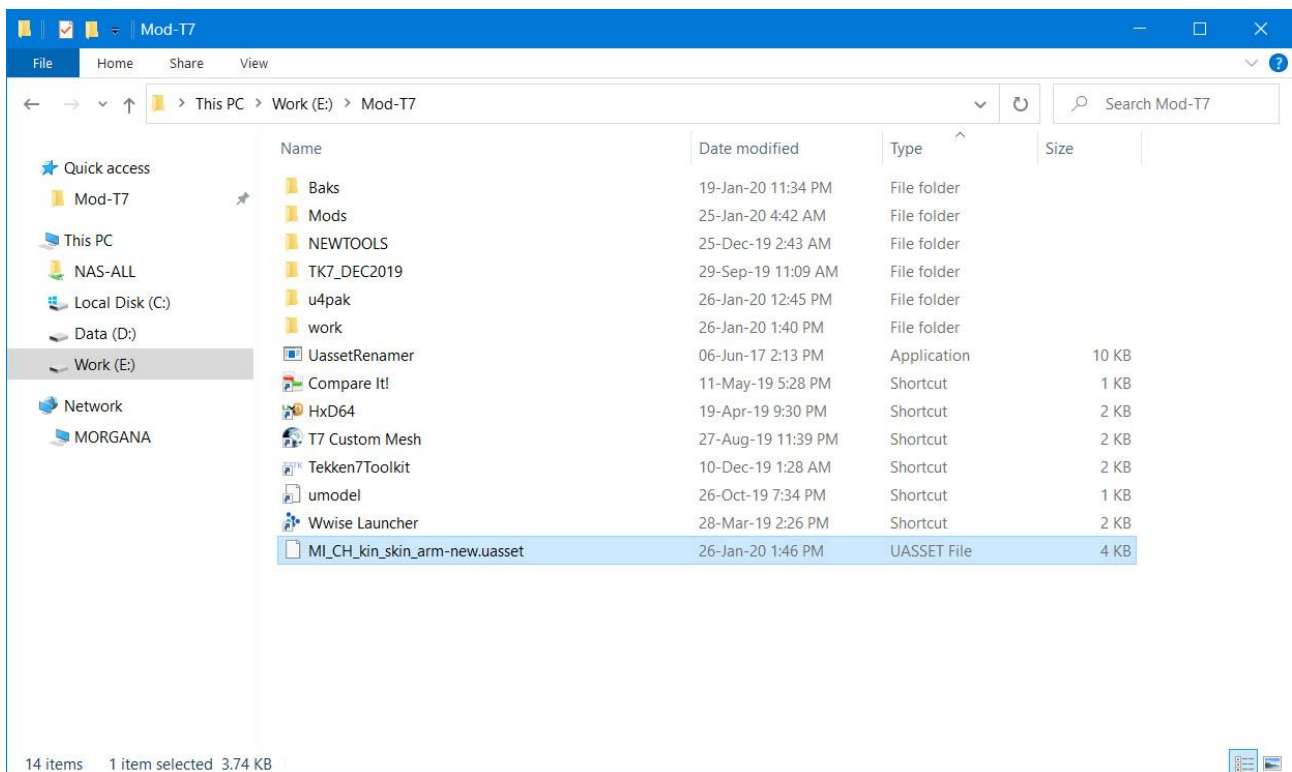 Mod-T7
File Home Share View
This PC > Work (E:) > Mod-T7
Search Mod-T7
Quick access
Mod-T7
This PC
NAS-ALL
Local Disk (C:)
Data (D:)
Work (E:)
Network
MORGANA
Name Date modified Type Size
Baks 19-Jan-20 11:34 PM File folder
Mods 25-Jan-20 4:42 AM File folder
NEWTOOLS 25-Dec-19 2:43 AM File folder
TK7_DEC2019 29-Sep-19 11:09 AM File folder
u4pak 26-Jan-20 12:45 PM File folder
work 26-Jan-20 1:40 PM File folder
UassetRenamer 06-Jun-17 2:13 PM Application 10 KB
Compare It! 11-May-19 5:28 PM Shortcut 1 KB
HxD64 19-Apr-19 9:30 PM Shortcut 2 KB
T7 Custom Mesh 27-Aug-19 11:39 PM Shortcut 2 KB
Tekken7Toolkit 10-Dec-19 1:28 AM Shortcut 2 KB
umodel 26-Oct-19 7:34 PM Shortcut 1 KB
Wwise Launcher 28-Mar-19 2:26 PM Shortcut 2 KB
MI_CH_kin_skin_arm-new.uasset 26-Jan-20 1:46 PM UASSET File 4 KB
14 items 1 item selected 3.74 KB